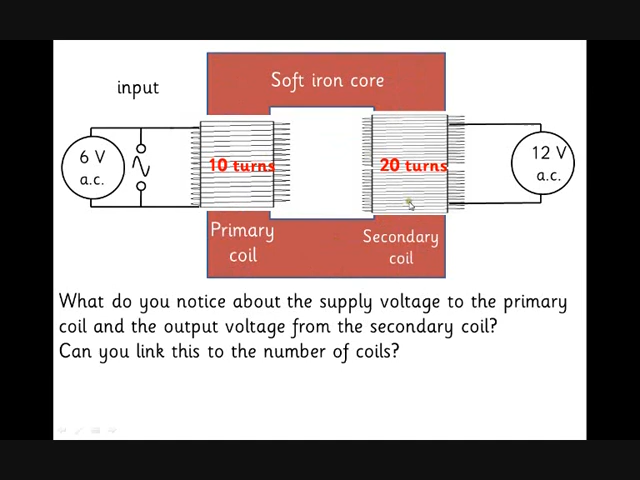 Soft iron core
input
6 V
a.c.
10 turns
20 turns
12 V
a.c.
Primary
coil
Secondary
coil
What do you notice about the supply voltage to the primary
coil and the output voltage from the secondary coil?
Can you link this to the number of coils?